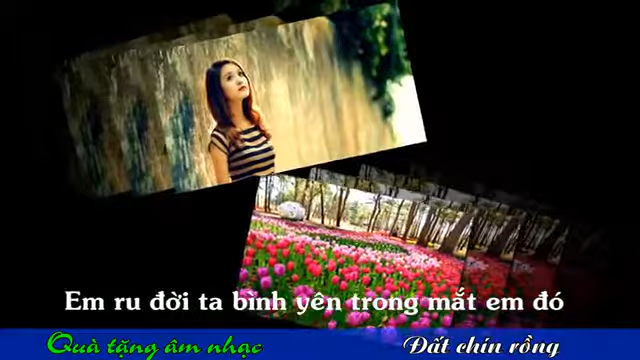 Em ru đời ta bình yên trong mắt em đó
Quà tặng âm nhạc
Đất chín rồng